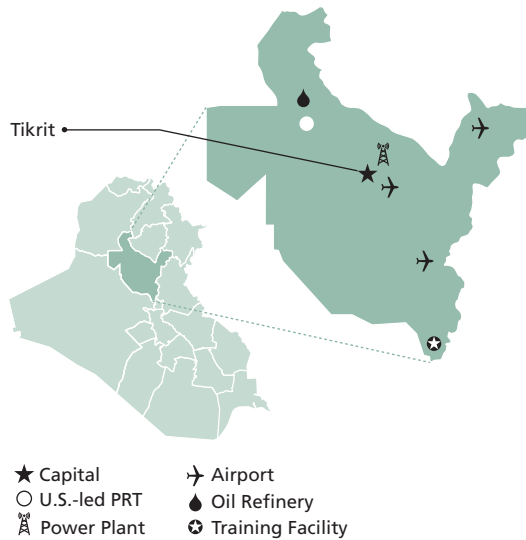 Tikrit
Capital
U.S.-led PRT
Power Plant
Airport
Oil Refinery
Training Facility